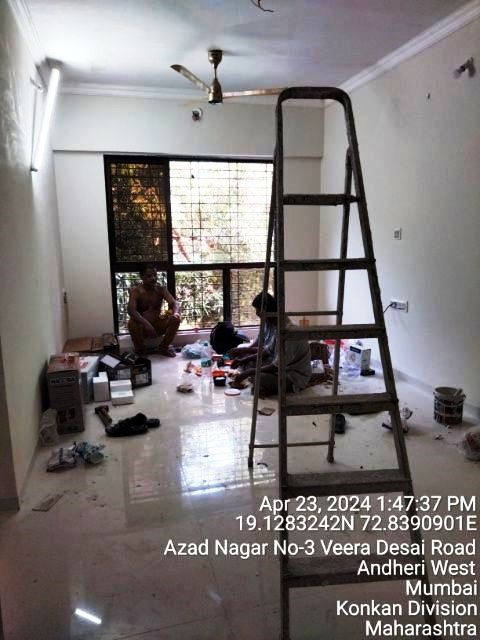 Apr 23, 2024 1:47:37 PM
19.1283242N 72.8390901E
Azad Nagar No-3 Veera Desai Road
Andheri West
Mumbai
Konkan Division
Maharashtra